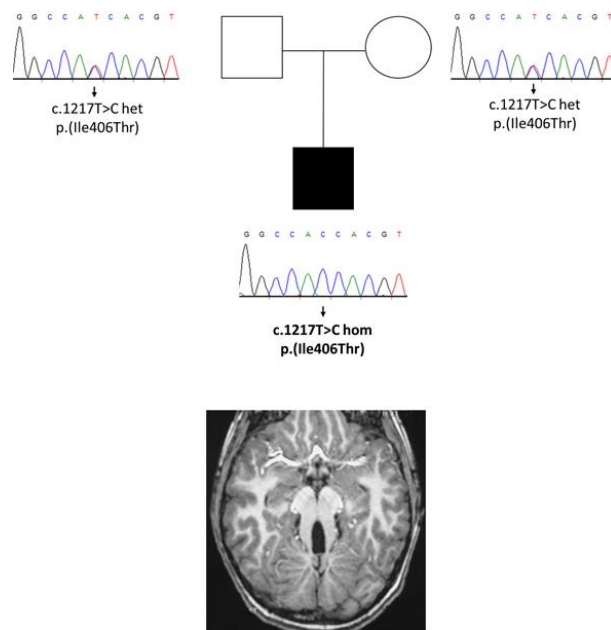 G G C C A T C A C G T
c.1217T>C het
p.(Ile406Thr)
G G C C A T C A C G T
c.1217T>C het
p.(Ile406Thr)
G G C C A C C A C G T
c.1217T>C hom
p.(Ile406Thr)